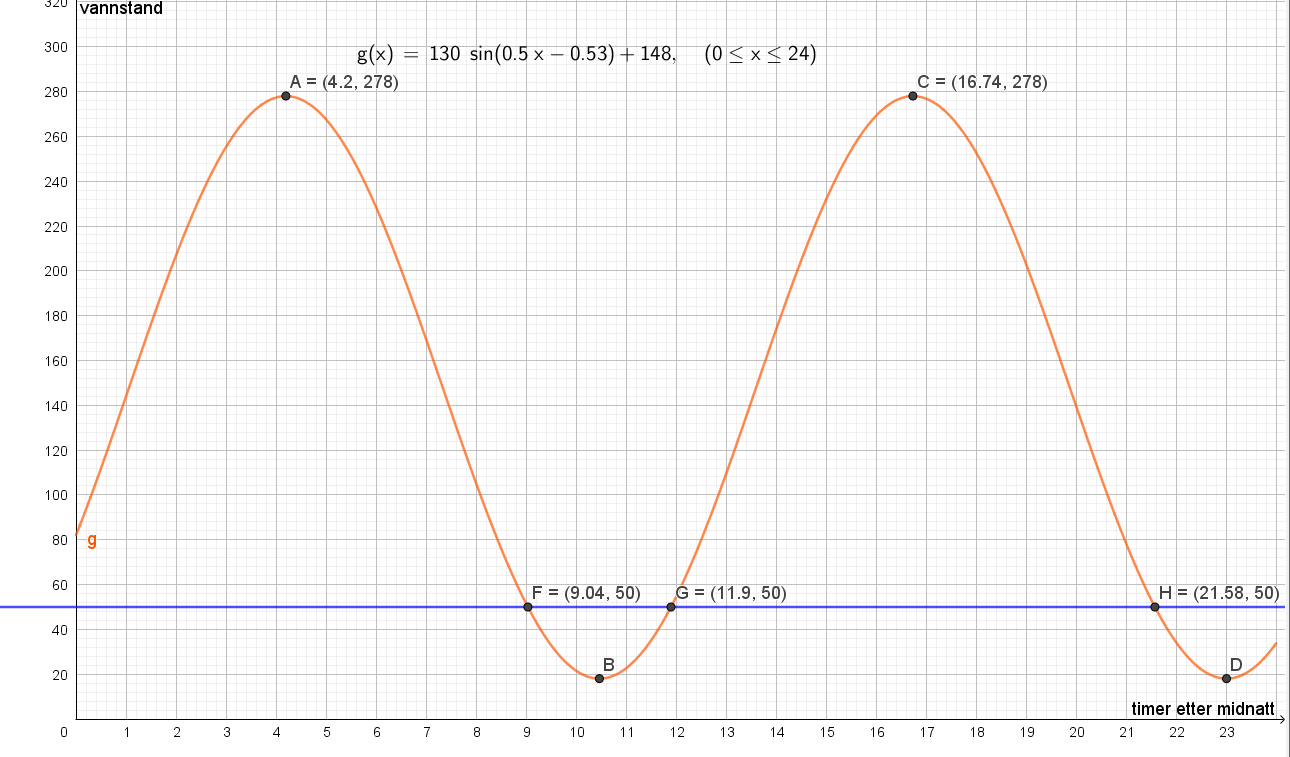 320
vannstand
300
g(x) = 130 sin(0.5 x − 0.53) + 148, (0 ≤ x ≤ 24)
A = (4.2, 278)
C = (16.74, 278)
280
260
240
220
200
180
160
140
120
100
80
g
60
F = (9.04, 50)
G = (11.9, 50)
H = (21.58, 50)
40
B
D
20
timer etter midnatt
0 1 2 3 4 5 6 7 8 9 10 11 12 13 14 15 16 17 18 19 20 21 22 23